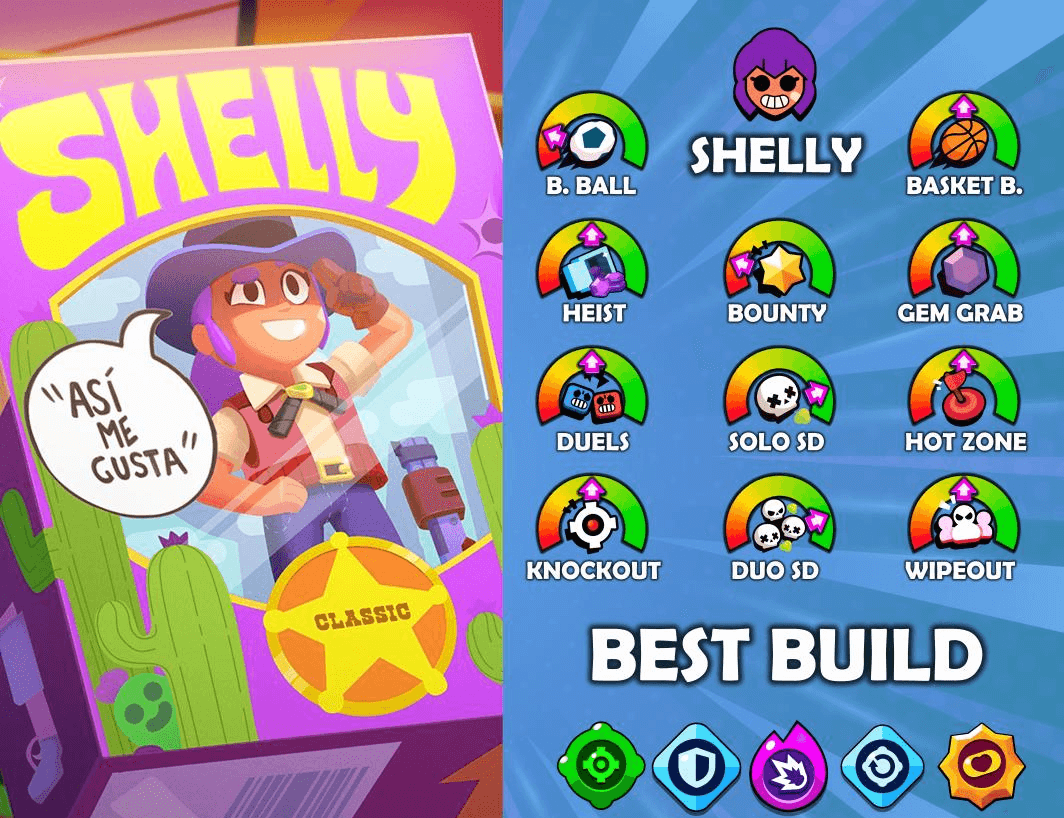 SHELLY
"ASÍ
ME
GUSTA"
CLASSIC
SHELLY
B. BALL
BASKET B.
HEIST
BOUNTY
GEM GRAB
DUELS
SOLO SD
HOT ZONE
KNOCKOUT
DUO SD
WIPEOUT
BEST BUILD